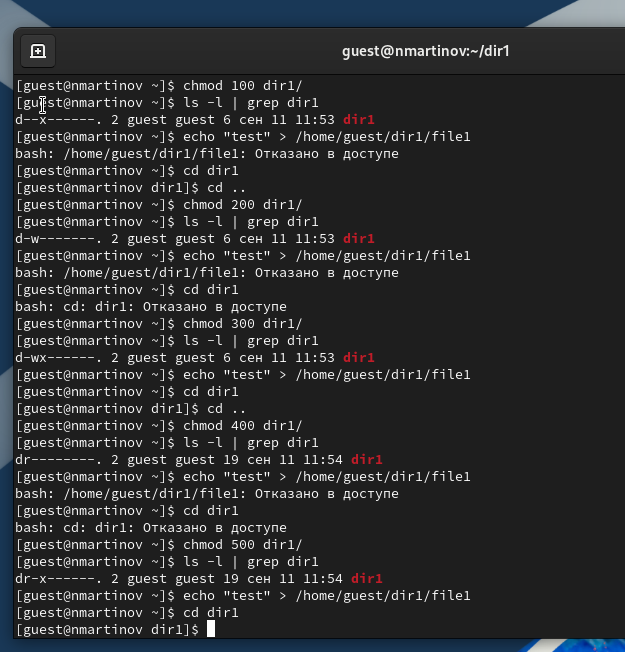 guest@nmartinov:~/dir1
[guest@nmartinov ~]$ chmod 100 dir1/
[guest@nmartinov ~]$ ls -l | grep dir1
d--x------. 2 guest guest 6 сен 11 11:53 dir1
[guest@nmartinov ~]$ echo "test" > /home/guest/dir1/file1
bash: /home/guest/dir1/file1: Отказано в доступе
[guest@nmartinov ~]$ cd dir1
[guest@nmartinov dir1]$ cd ..
[guest@nmartinov ~]$ chmod 200 dir1/
[guest@nmartinov ~]$ ls -l | grep dir1
d-w-------. 2 guest guest 6 сен 11 11:53 dir1
[guest@nmartinov ~]$ echo "test" > /home/guest/dir1/file1
bash: /home/guest/dir1/file1: Отказано в доступе
[guest@nmartinov ~]$ cd dir1
bash: cd: dir1: Отказано в доступе
[guest@nmartinov ~]$ chmod 300 dir1/
[guest@nmartinov ~]$ ls -l | grep dir1
d-wx------. 2 guest guest 6 сен 11 11:53 dir1
[guest@nmartinov ~]$ echo "test" > /home/guest/dir1/file1
[guest@nmartinov ~]$ cd dir1
[guest@nmartinov dir1]$ cd ..
[guest@nmartinov ~]$ chmod 400 dir1/
[guest@nmartinov ~]$ ls -l | grep dir1
dr--------. 2 guest guest 19 сен 11 11:54 dir1
[guest@nmartinov ~]$ echo "test" > /home/guest/dir1/file1
bash: /home/guest/dir1/file1: Отказано в доступе
[guest@nmartinov ~]$ cd dir1
bash: cd: dir1: Отказано в доступе
[guest@nmartinov ~]$ chmod 500 dir1/
[guest@nmartinov ~]$ ls -l | grep dir1
dr-x------. 2 guest guest 19 сен 11 11:54 dir1
[guest@nmartinov ~]$ echo "test" > /home/guest/dir1/file1
[guest@nmartinov ~]$ cd dir1
[guest@nmartinov dir1]$